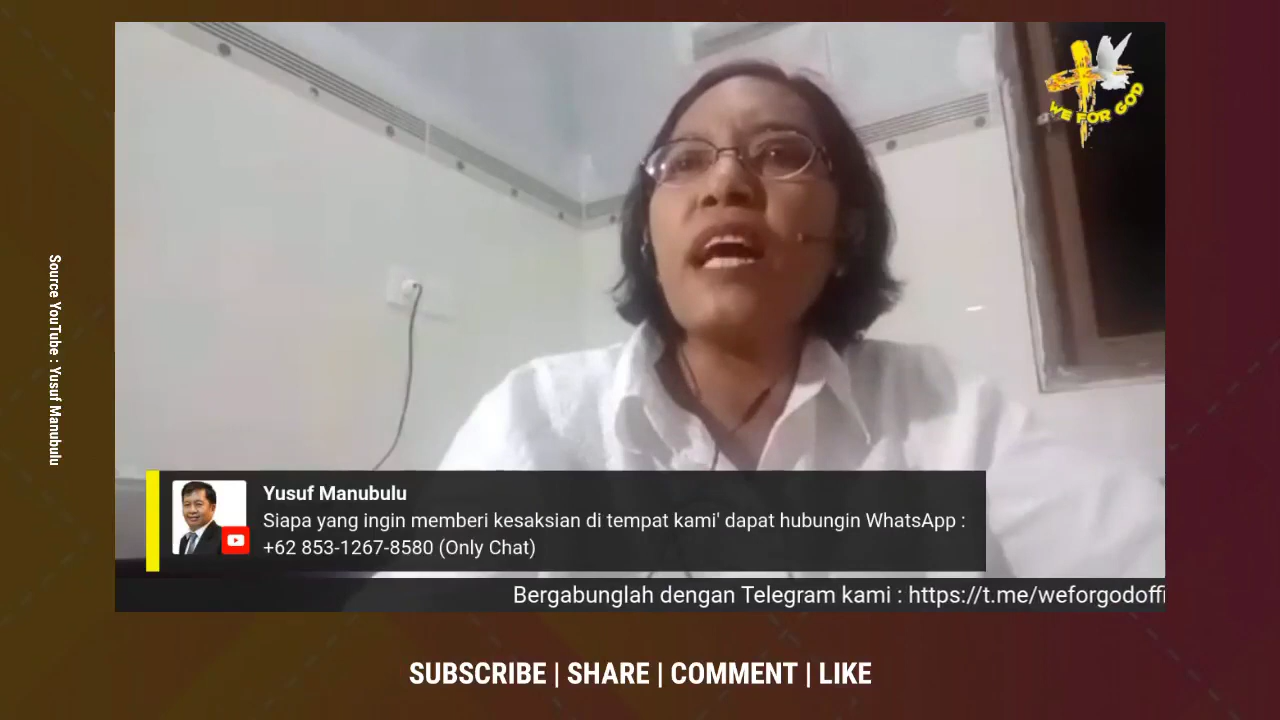 WE FOR GOD
Source YouTube : Yusuf Manubulu
Yusuf Manubulu
Siapa yang ingin memberi kesaksian di tempat kami' dapat hubungin WhatsApp :
+62 853-1267-8580 (Only Chat)
Bergabunglah dengan Telegram kami : https://t.me/weforgodoffi
SUBSCRIBE | SHARE | COMMENT | LIKE